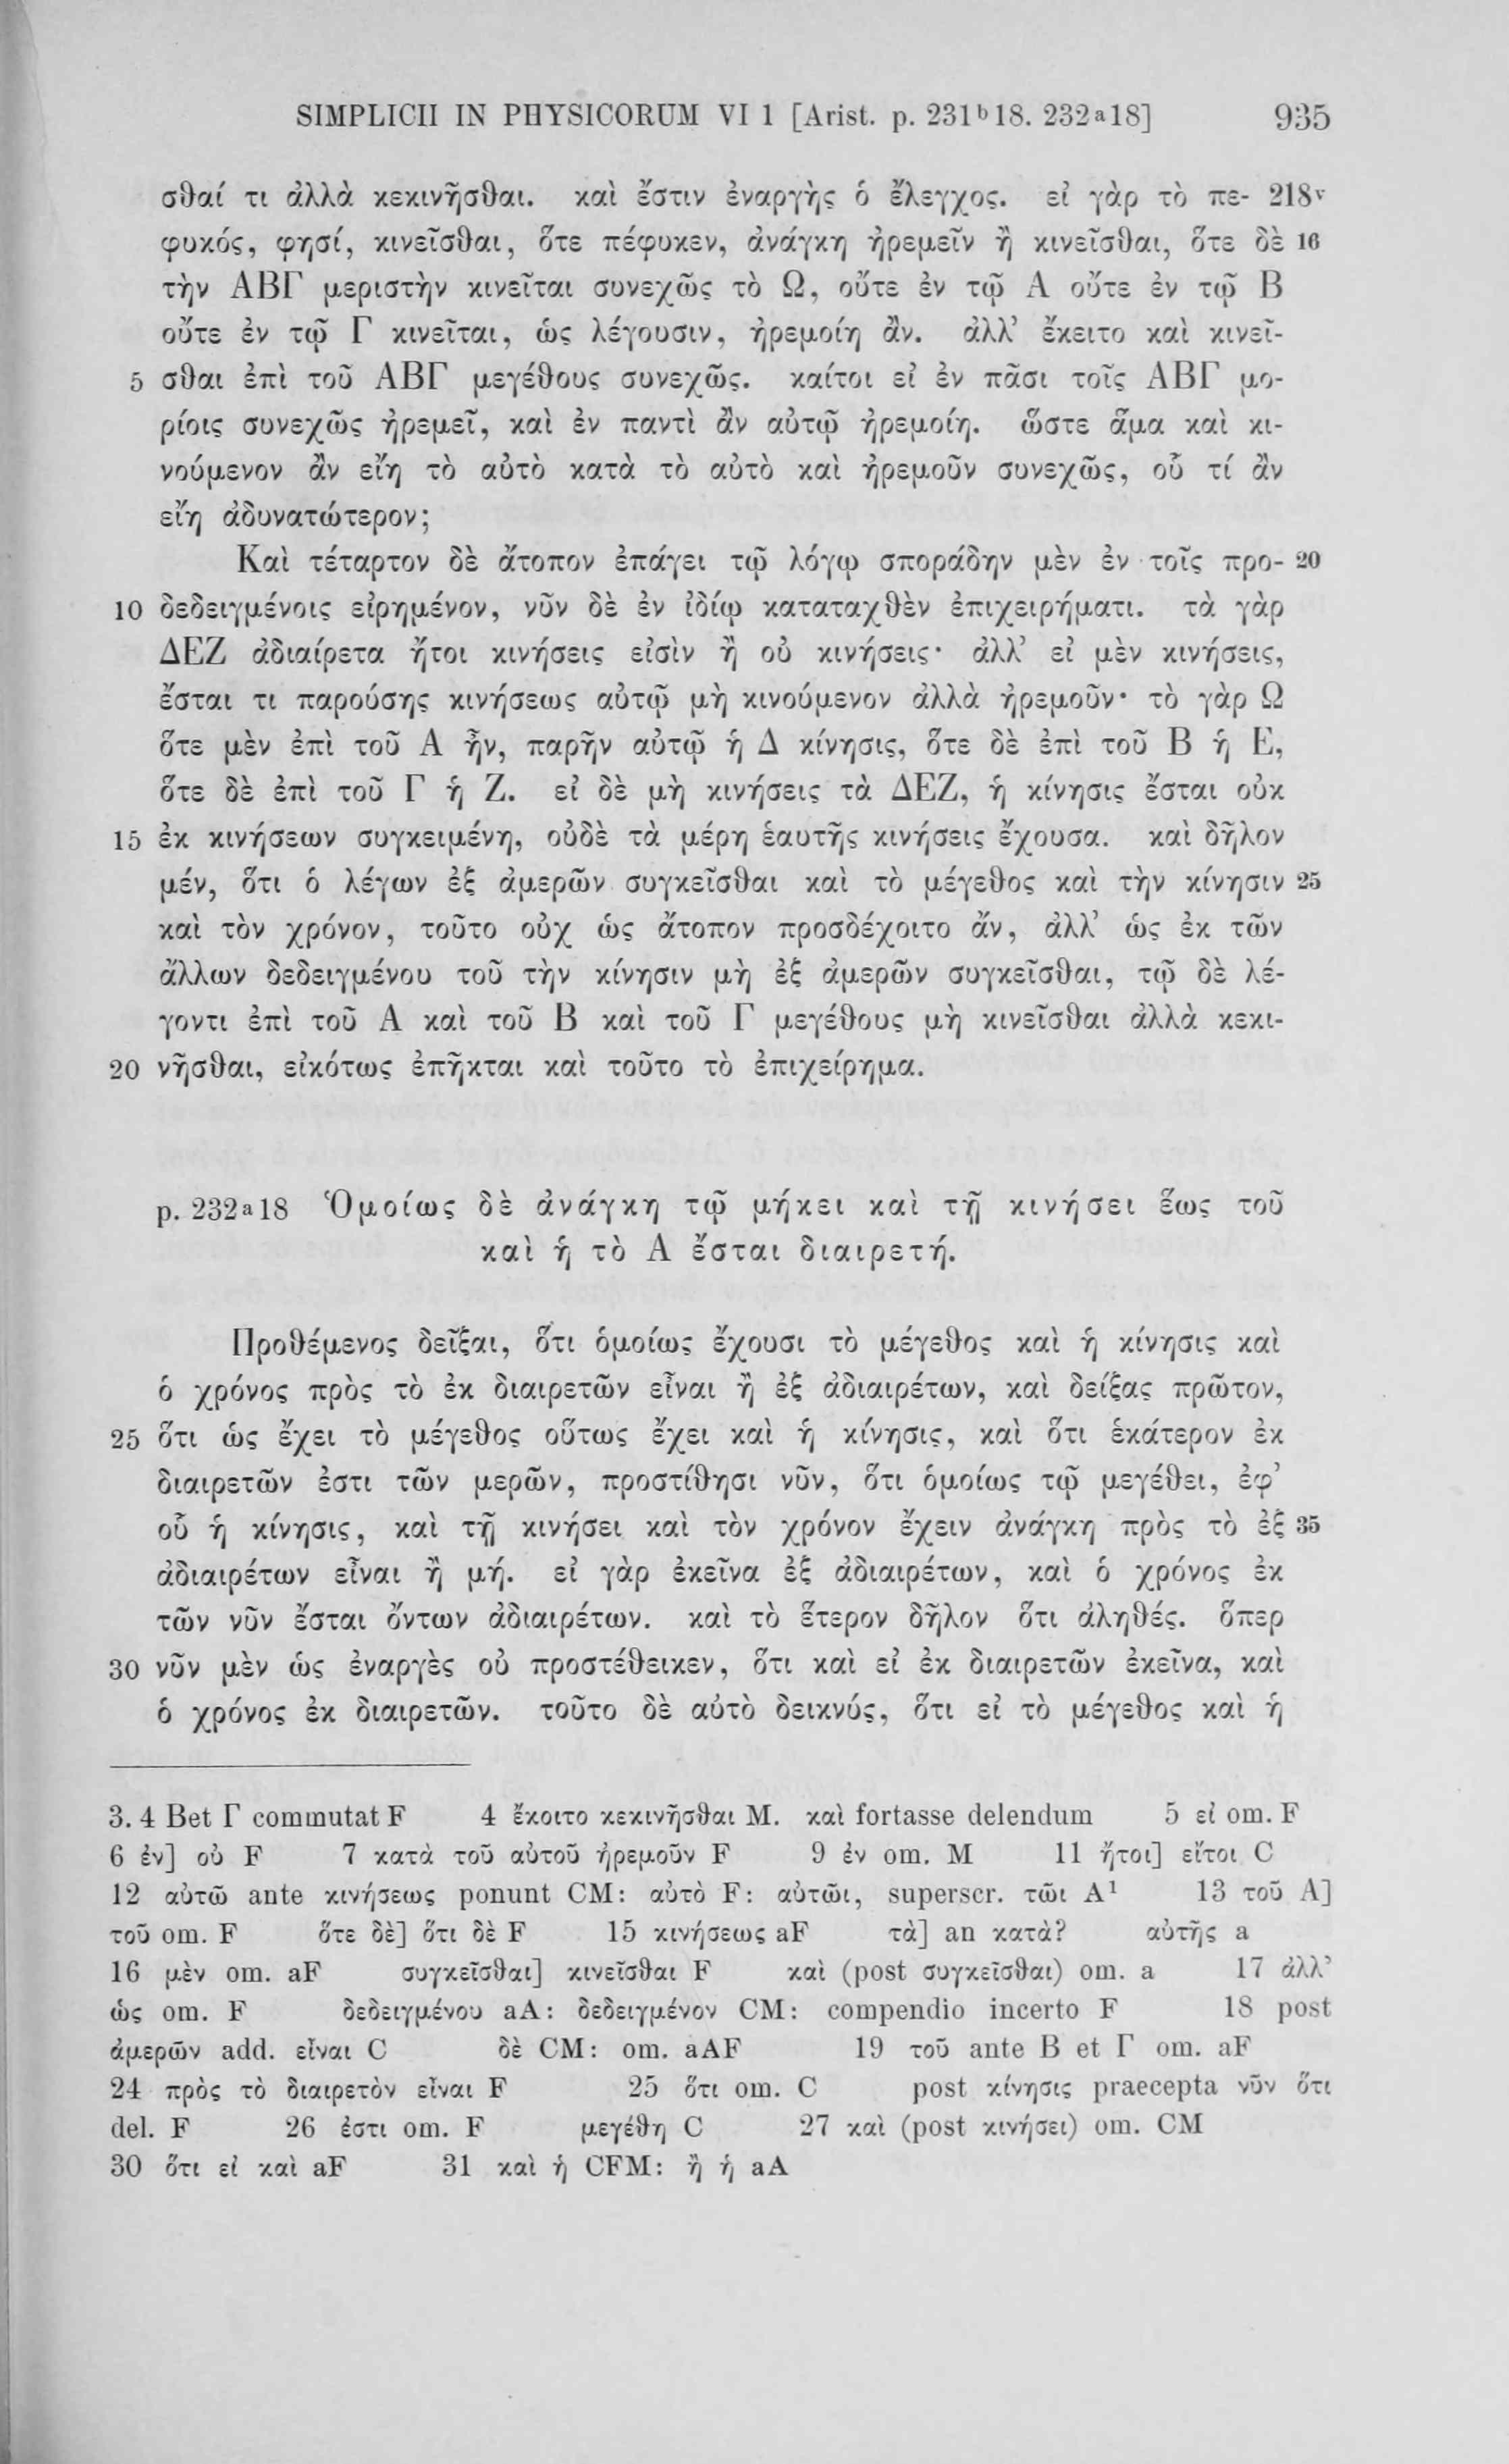 SIMPLICII IN PHYSICORUM VI 1 [Arist. p. 231b18. 232a18] 935
σθαί τι ἀλλὰ κεκινῆσθαι. καὶ ἔστιν ἐναργὴς ὁ ἔλεγχος. εἰ γὰρ τὸ πε- 218v
φυκός, φησί, κινεῖσθαι, ὅτε πέφυκεν, ἀνάγκη ἠρεμεῖν ἢ κινεῖσθαι, ὅτε δὲ 16
τὴν ΑΒΓ μεριστὴν κινεῖται συνεχῶς τὸ Ω, οὔτε ἐν τῷ Α οὔτε ἐν τῷ Β
οὔτε ἐν τῷ Γ κινεῖται, ὡς λέγουσιν, ἠρεμοίη ἄν. ἀλλ’ ἔκειτο καὶ κινεῖ-
5 σθαι ἐπὶ τοῦ ΑΒΓ μεγέθους συνεχῶς. καίτοι εἰ ἐν πᾶσι τοῖς ΑΒΓ μο-
ρίοις συνεχῶς ἠρεμεῖ, καὶ ἐν παντὶ ἂν αὐτῷ ἠρεμοίη. ὥστε ἅμα καὶ κι-
νούμενον ἂν εἴη τὸ αὐτὸ κατὰ τὸ αὐτὸ καὶ ἠρεμοῦν συνεχῶς, οὗ τί ἂν
εἴη ἀδυνατώτερον;
Καὶ τέταρτον δὲ ἄτοπον ἐπάγει τῷ λόγῳ σποράδην μὲν ἐν τοῖς προ- 20
10 δεδειγμένοις εἰρημένον, νῦν δὲ ἐν ἰδίῳ καταταχθὲν ἐπιχειρήματι. τὰ γὰρ
ΔΕΖ ἀδιαίρετα ἤτοι κινήσεις εἰσὶν ἢ οὐ κινήσεις· ἀλλ’ εἰ μὲν κινήσεις,
ἔσται τι παρούσης κινήσεως αὐτῷ μὴ κινούμενον ἀλλὰ ἠρεμοῦν· τὸ γὰρ Ω
ὅτε μὲν ἐπὶ τοῦ Α ἦν, παρῆν αὐτῷ ἡ Δ κίνησις, ὅτε δὲ ἐπὶ τοῦ Β ἡ Ε,
ὅτε δὲ ἐπὶ τοῦ Γ ἡ Ζ. εἰ δὲ μὴ κινήσεις τὰ ΔΕΖ, ἡ κίνησις ἔσται οὐκ
15 ἐκ κινήσεων συγκειμένη, οὐδὲ τὰ μέρη ἑαυτῆς κινήσεις ἔχουσα. καὶ δῆλον
μέν, ὅτι ὁ λέγων ἐξ ἀμερῶν συγκεῖσθαι καὶ τὸ μέγεθος καὶ τὴν κίνησιν 25
καὶ τὸν χρόνον, τοῦτο οὐχ ὡς ἄτοπον προσδέχοιτο ἄν, ἀλλ’ ὡς ἐκ τῶν
ἄλλων δεδειγμένου τοῦ τὴν κίνησιν μὴ ἐξ ἀμερῶν συγκεῖσθαι, τῷ δὲ λέ-
γοντι ἐπὶ τοῦ Α καὶ τοῦ Β καὶ τοῦ Γ μεγέθους μὴ κινεῖσθαι ἀλλὰ κεκι-
20 νῆσθαι, εἰκότως ἐπῆκται καὶ τοῦτο τὸ ἐπιχείρημα.
p. 232a18 Ὁμοίως δὲ ἀνάγκη τῷ μήκει καὶ τῇ κινήσει ἕως τοῦ
καὶ ἡ τὸ Α ἔσται διαιρετή.
Προθέμενος δεῖξαι, ὅτι ὁμοίως ἔχουσι τὸ μέγεθος καὶ ἡ κίνησις καὶ
ὁ χρόνος πρὸς τὸ ἐκ διαιρετῶν εἶναι ἢ ἐξ ἀδιαιρέτων, καὶ δείξας πρῶτον,
25 ὅτι ὡς ἔχει τὸ μέγεθος οὕτως ἔχει καὶ ἡ κίνησις, καὶ ὅτι ἑκάτερον ἐκ
διαιρετῶν ἐστι τῶν μερῶν, προστίθησι νῦν, ὅτι ὁμοίως τῷ μεγέθει, ἐφ’
οὗ ἡ κίνησις, καὶ τῇ κινήσει καὶ τὸν χρόνον ἔχειν ἀνάγκη πρὸς τὸ ἐξ 35
ἀδιαιρέτων εἶναι ἢ μή. εἰ γὰρ ἐκεῖνα ἐξ ἀδιαιρέτων, καὶ ὁ χρόνος ἐκ
τῶν νῦν ἔσται ὄντων ἀδιαιρέτων. καὶ τὸ ἕτερον δῆλον ὅτι ἀληθές. ὅπερ
30 νῦν μὲν ὡς ἐναργὲς οὐ προστέθεικεν, ὅτι καὶ εἰ ἐκ διαιρετῶν ἐκεῖνα, καὶ
ὁ χρόνος ἐκ διαιρετῶν. τοῦτο δὲ αὐτὸ δεικνύς, ὅτι εἰ τὸ μέγεθος καὶ ἡ
3. 4 Β et Γ commutat F 4 ἔκοιτο κεκινῆσθαι M. καὶ fortasse delendum 5 εἰ om. F
6 ἐν] οὐ F 7 κατὰ τοῦ αὐτοῦ ἠρεμοῦν F 9 ἐν om. M 11 ἤτοι] εἴτοι C
12 αὐτῶ ante κινήσεως ponunt CM: αὐτὸ F: αὐτῶι, superscr. τῶι A1 13 τοῦ Α]
τοῦ om. F ὅτε δὲ] ὅτι δὲ F 15 κινήσεως aF τὰ] an κατὰ? αὐτῆς a
16 μὲν om. aF συγκεῖσθαι] κινεῖσθαι F καὶ (post συγκεῖσθαι) om. a 17 ἀλλ’
ὡς om. F δεδειγμένου aA: δεδειγμένον CM: compendio incerto F 18 post
ἀμερῶν add. εἶναι C δὲ CM: om. aAF 19 τοῦ ante Β et Γ om. aF
24 πρὸς τὸ διαιρετὸν εἶναι F 25 ὅτι om. C post κίνησις praecepta νῦν ὅτι
del. F 26 ἐστι om. F μεγέθη C 27 καὶ (post κινήσει) om. CM
30 ὅτι εἰ καὶ aF 31 καὶ ἡ CFM: ἢ ἡ aA